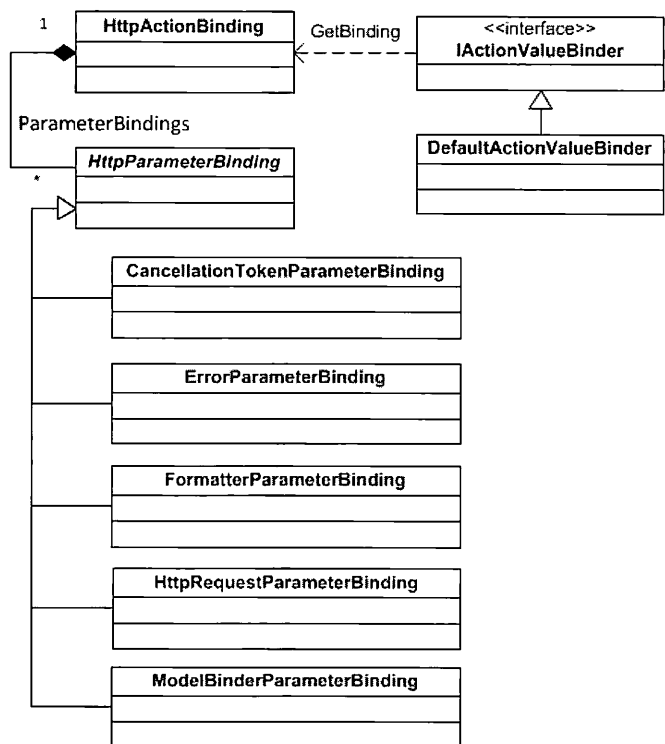 1
HttpActionBinding
GetBinding
<<interface>>
IActionValueBinder
ParameterBindings
HttpParameterBinding
*
DefaultActionValueBinder
CancellationTokenParameterBinding
ErrorParameterBinding
FormatterParameterBinding
HttpRequestParameterBinding
ModelBinderParameterBinding